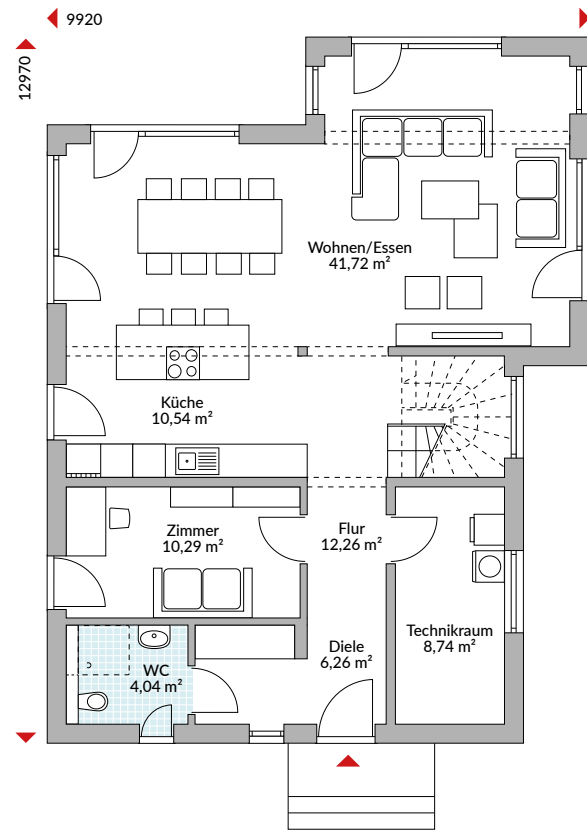 9920
12970
Wohnen/Essen
41,72 m²
Küche
10,54 m²
Zimmer
10,29 m²
Flur
12,26 m²
Technikraum
8,74 m²
Diele
6,26 m²
WC
4,04 m²